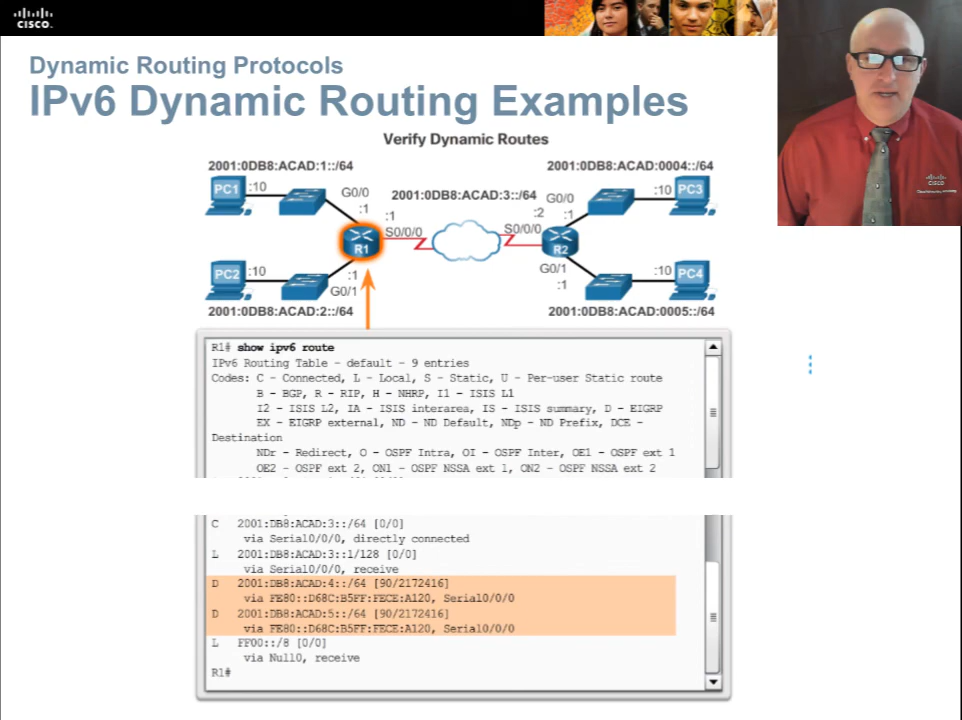 CISCO.
Dynamic Routing Protocols
IPv6 Dynamic Routing Examples
Verify Dynamic Routes
2001:0DB8:ACAD:1::/64
2001:0DB8:ACAD:0004::/64
PC1 :10
G0/0
:1
2001:0DB8:ACAD:3::/64
G0/0
:1
:10 PC3
:1
S0/0/0
:2
S0/0/0
R1
R2
PC2 :10
:1
G0/1
G0/1
:1
:10 PC4
2001:0DB8:ACAD:2::/64
2001:0DB8:ACAD:0005::/64
R1# show ipv6 route
IPv6 Routing Table - default - 9 entries
Codes: C - Connected, L - Local, S - Static, U - Per-user Static route
B - BGP, R - RIP, H - NHRP, I1 - ISIS L1
I2 - ISIS L2, IA - ISIS interarea, IS - ISIS summary, D - EIGRP
EX - EIGRP external, ND - ND Default, NDp - ND Prefix, DCE -
Destination
NDr - Redirect, O - OSPF Intra, OI - OSPF Inter, OE1 - OSPF ext 1
OE2 - OSPF ext 2, ON1 - OSPF NSSA ext 1, ON2 - OSPF NSSA ext 2
C 2001:DB8:ACAD:3::/64 [0/0]
via Serial0/0/0, directly connected
L 2001:DB8:ACAD:3::1/128 [0/0]
via Serial0/0/0, receive
D 2001:DB8:ACAD:4::/64 [90/2172416]
via FE80::D68C:B5FF:FECE:A120, Serial0/0/0
D 2001:DB8:ACAD:5::/64 [90/2172416]
via FE80::D68C:B5FF:FECE:A120, Serial0/0/0
L FF00::/8 [0/0]
via Null0, receive
R1#
CISCO